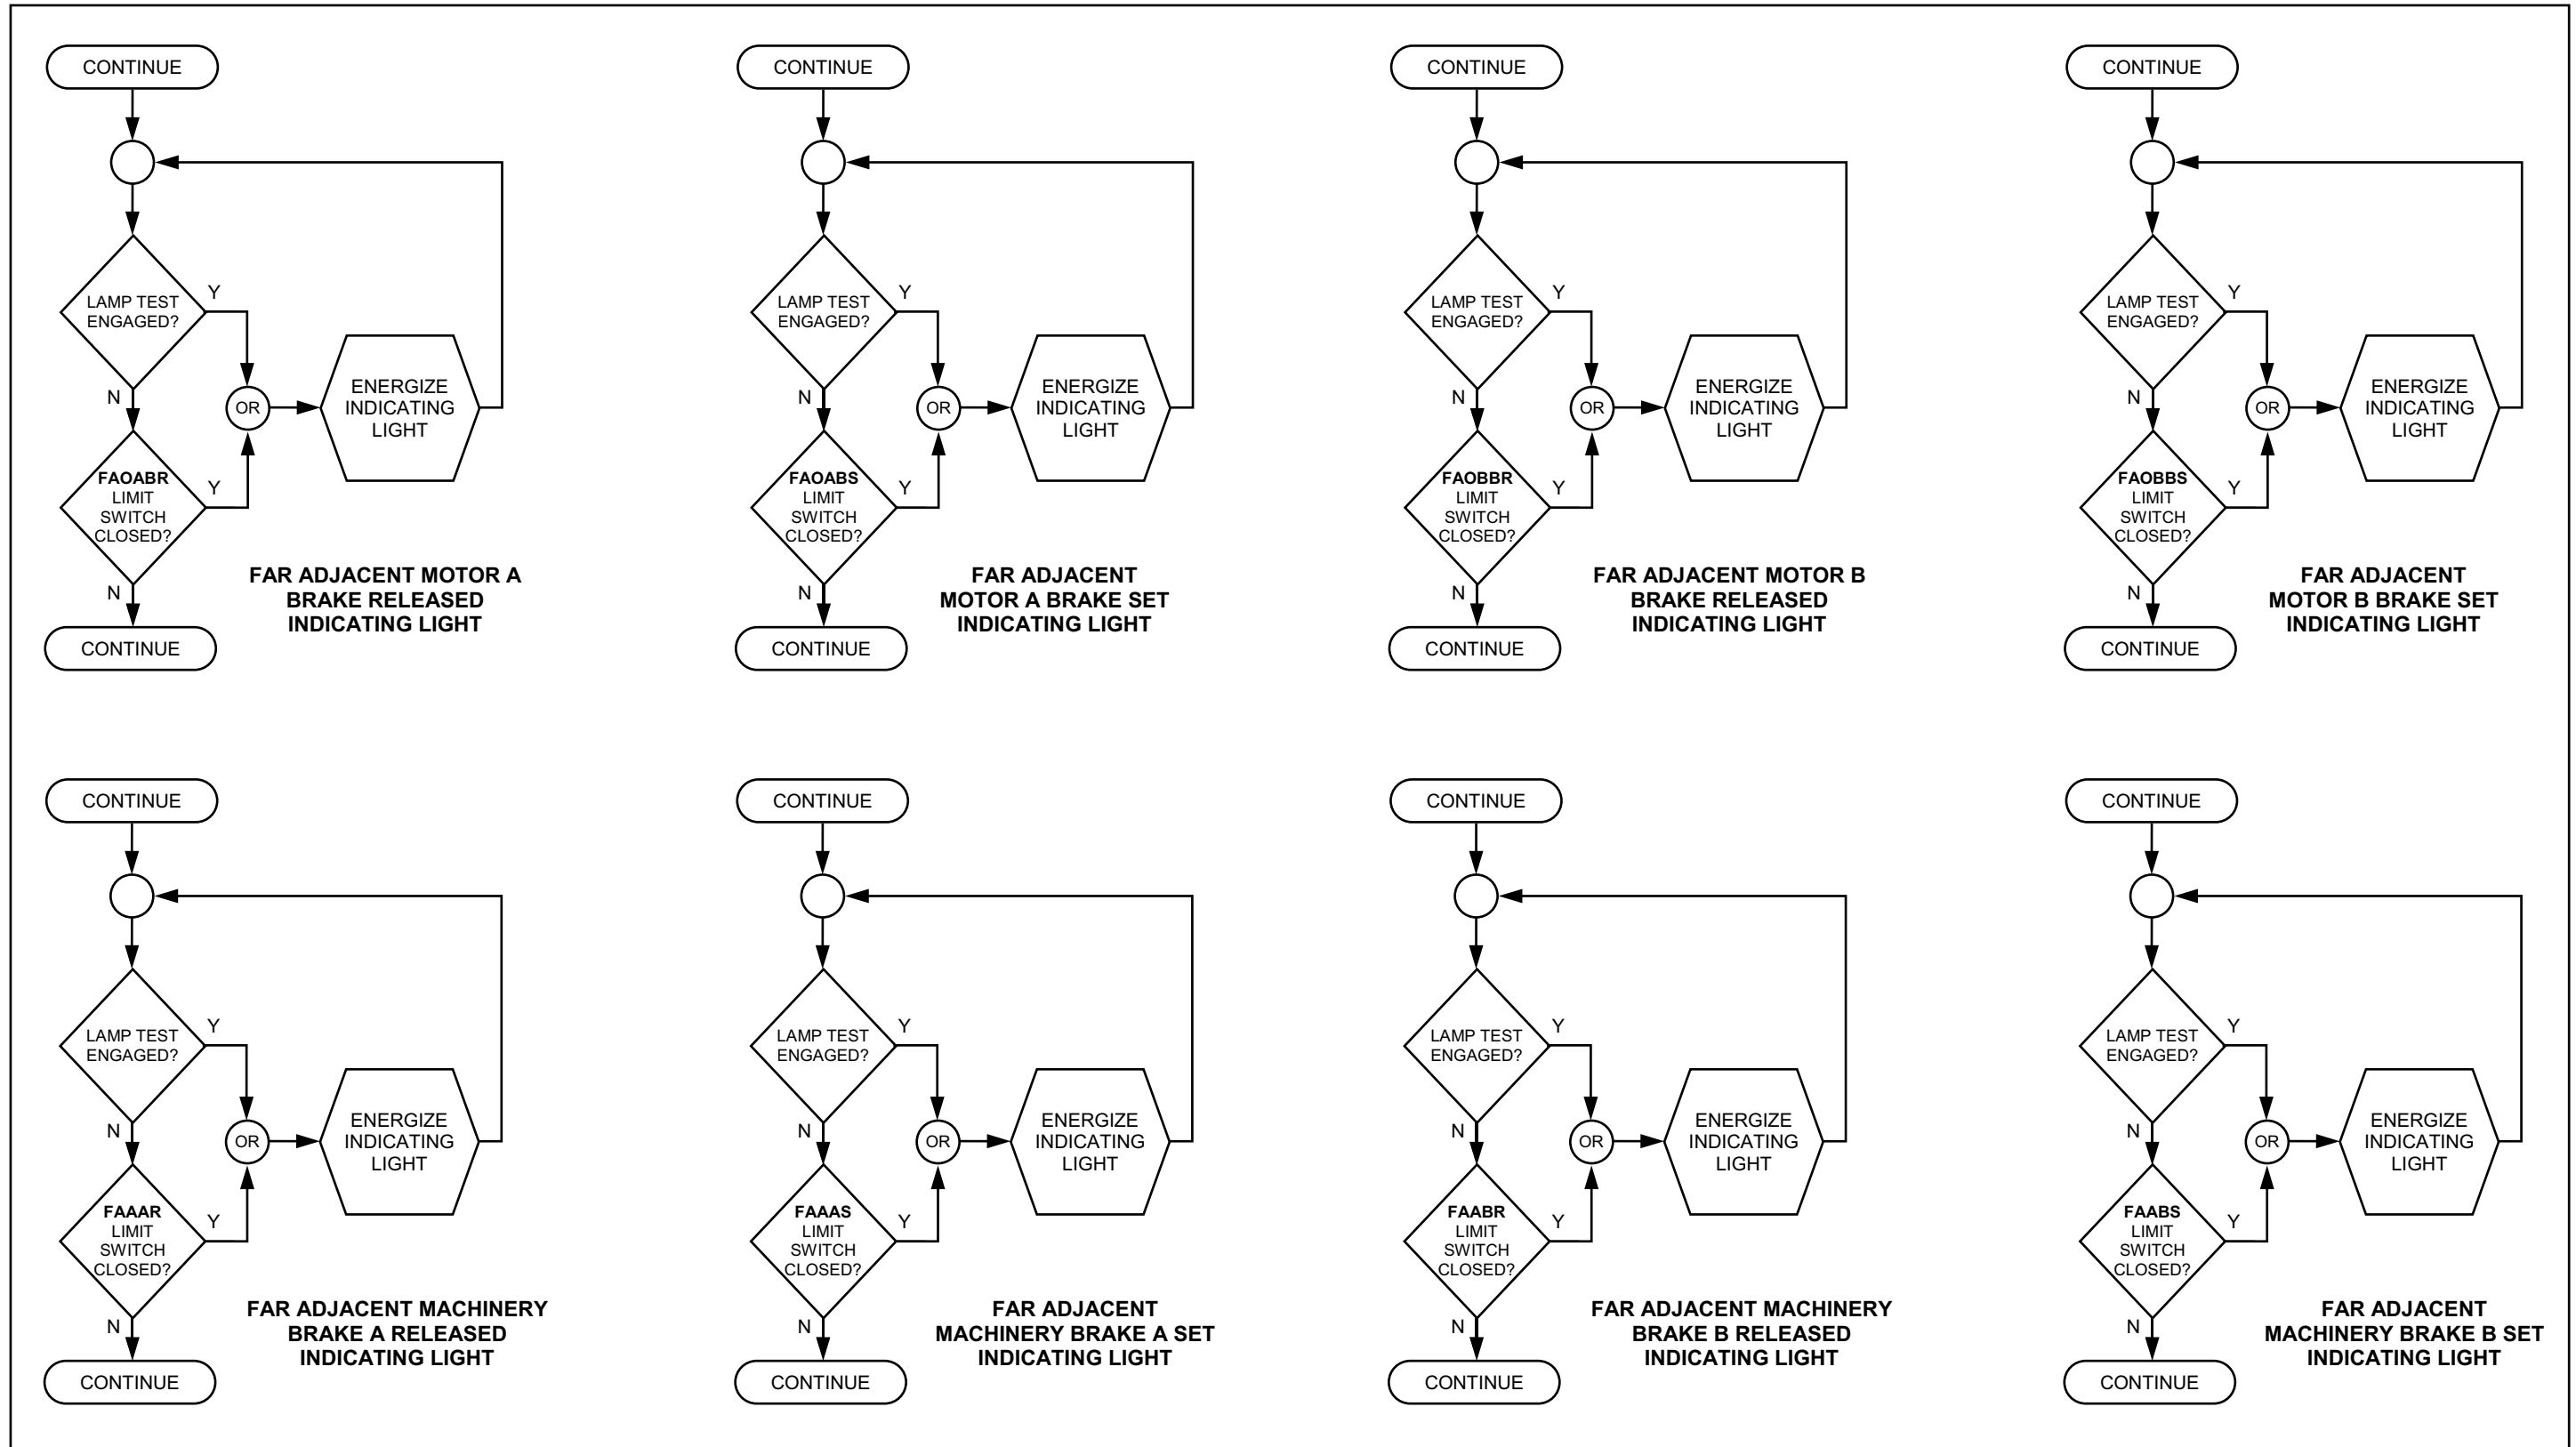 CONTINUE
LAMP TEST
ENGAGED?
Y
N
OR
ENERGIZE
INDICATING
LIGHT
FAOABR
LIMIT
SWITCH
CLOSED?
Y
N
FAR ADJACENT MOTOR A
BRAKE RELEASED
INDICATING LIGHT
CONTINUE
CONTINUE
LAMP TEST
ENGAGED?
Y
N
OR
ENERGIZE
INDICATING
LIGHT
FAOABS
LIMIT
SWITCH
CLOSED?
Y
N
FAR ADJACENT
MOTOR A BRAKE SET
INDICATING LIGHT
CONTINUE
CONTINUE
LAMP TEST
ENGAGED?
Y
N
OR
ENERGIZE
INDICATING
LIGHT
FAOBBR
LIMIT
SWITCH
CLOSED?
Y
N
FAR ADJACENT MOTOR B
BRAKE RELEASED
INDICATING LIGHT
CONTINUE
CONTINUE
LAMP TEST
ENGAGED?
Y
N
OR
ENERGIZE
INDICATING
LIGHT
FAOBBS
LIMIT
SWITCH
CLOSED?
Y
N
FAR ADJACENT
MOTOR B BRAKE SET
INDICATING LIGHT
CONTINUE
CONTINUE
LAMP TEST
ENGAGED?
Y
N
OR
ENERGIZE
INDICATING
LIGHT
FAAAR
LIMIT
SWITCH
CLOSED?
Y
N
FAR ADJACENT MACHINERY
BRAKE A RELEASED
INDICATING LIGHT
CONTINUE
CONTINUE
LAMP TEST
ENGAGED?
Y
N
OR
ENERGIZE
INDICATING
LIGHT
FAAAS
LIMIT
SWITCH
CLOSED?
Y
N
FAR ADJACENT
MACHINERY BRAKE A SET
INDICATING LIGHT
CONTINUE
CONTINUE
LAMP TEST
ENGAGED?
Y
N
OR
ENERGIZE
INDICATING
LIGHT
FAABR
LIMIT
SWITCH
CLOSED?
Y
N
FAR ADJACENT MACHINERY
BRAKE B RELEASED
INDICATING LIGHT
CONTINUE
CONTINUE
LAMP TEST
ENGAGED?
Y
N
OR
ENERGIZE
INDICATING
LIGHT
FAABS
LIMIT
SWITCH
CLOSED?
Y
N
FAR ADJACENT
MACHINERY BRAKE B SET
INDICATING LIGHT
CONTINUE